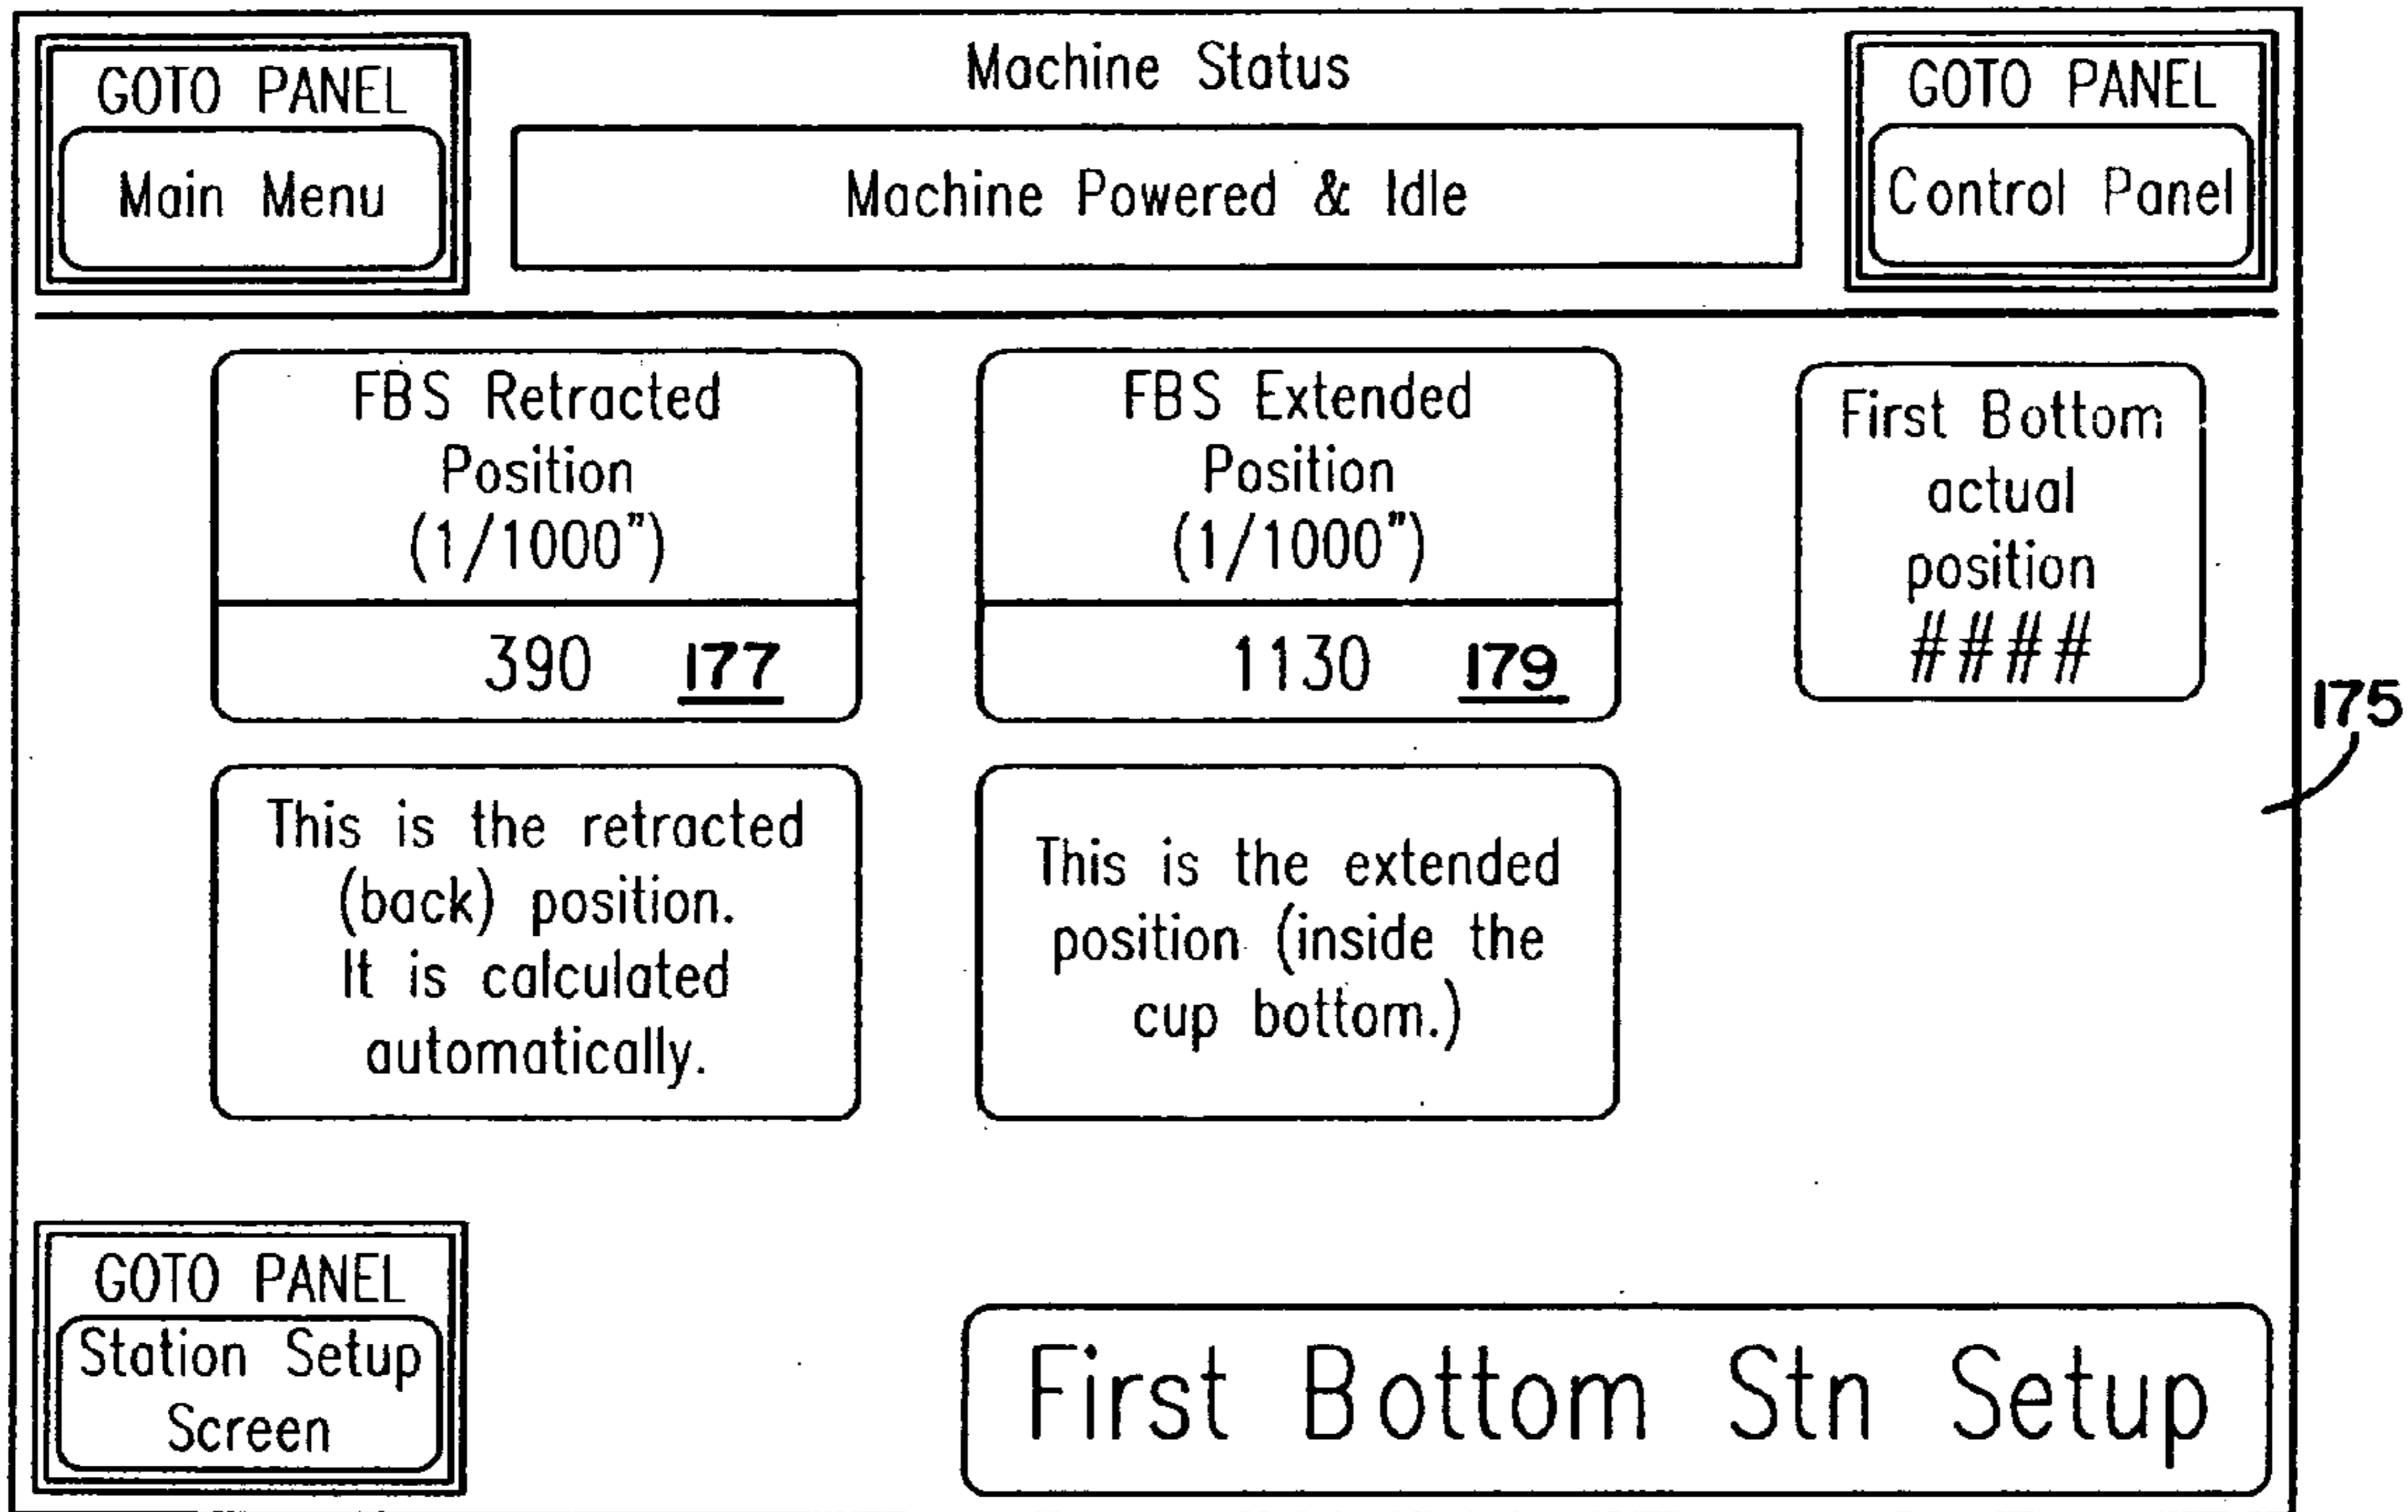 GOTO PANEL
Main Menu
Machine Status
Machine Powered & Idle
GOTO PANEL
Control Panel
FBS Retracted
Position
(1/1000")
390 177
FBS Extended
Position
(1/1000")
1130 179
First Bottom
actual
position
####
175
This is the retracted
(back) position.
It is calculated
automatically.
This is the extended
position (inside the
cup bottom.)
GOTO PANEL
Station Setup
Screen
First Bottom Stn Setup